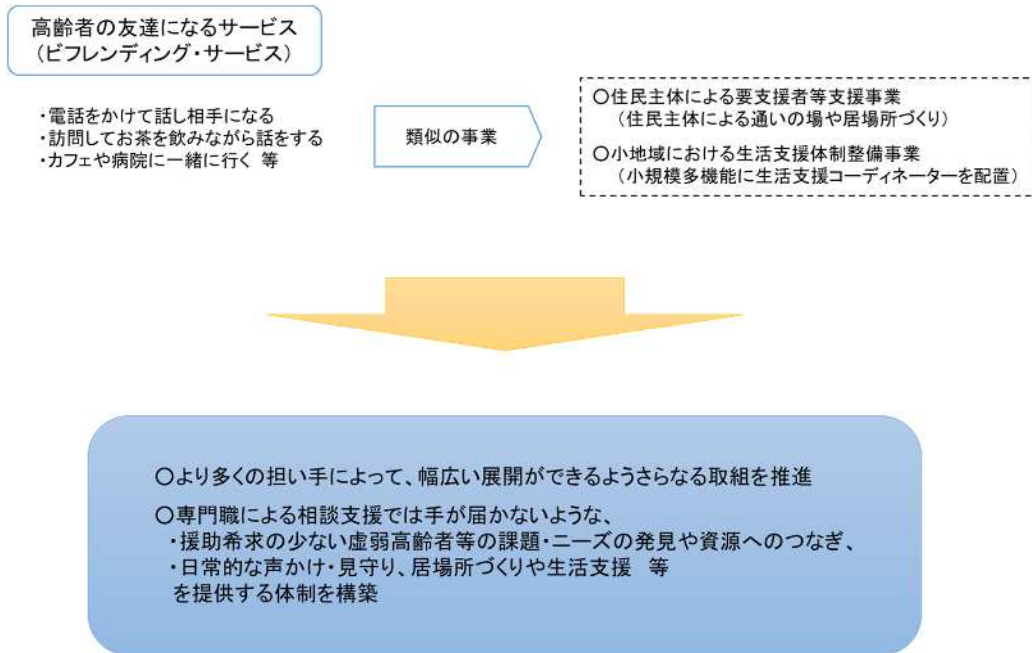 高齢者の友達になるサービス
（ビフレンディング・サービス）
・電話をかけて話し相手になる
・訪問してお茶を飲みながら話をする
・カフェや病院に一緒に行く 等
類似の事業
○住民主体による要支援者等支援事業
（住民主体による通いの場や居場所づくり）
○小地域における生活支援体制整備事業
（小規模多機能に生活支援コーディネーターを配置）
○より多くの担い手によって、幅広い展開ができるようさらなる取組を推進
○専門職による相談支援では手が届かないような、
・援助希求の少ない虚弱高齢者等の課題・ニーズの発見や資源へのつなぎ、
・日常的な声かけ・見守り、居場所づくりや生活支援 等
を提供する体制を構築